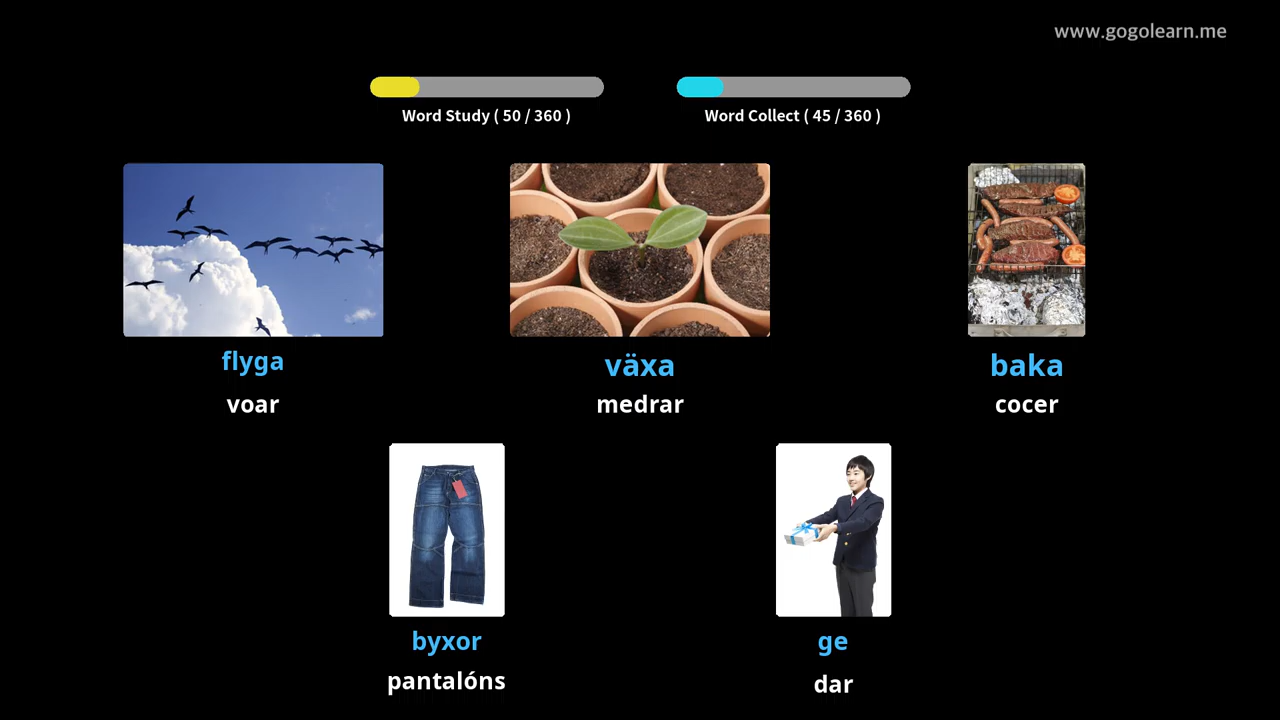 www.gogolearn.me
Word Study ( 50 / 360 )
Word Collect ( 45 / 360 )
flyga
växa
baka
voar
medrar
cocer
byxor
ge
pantalóns
dar